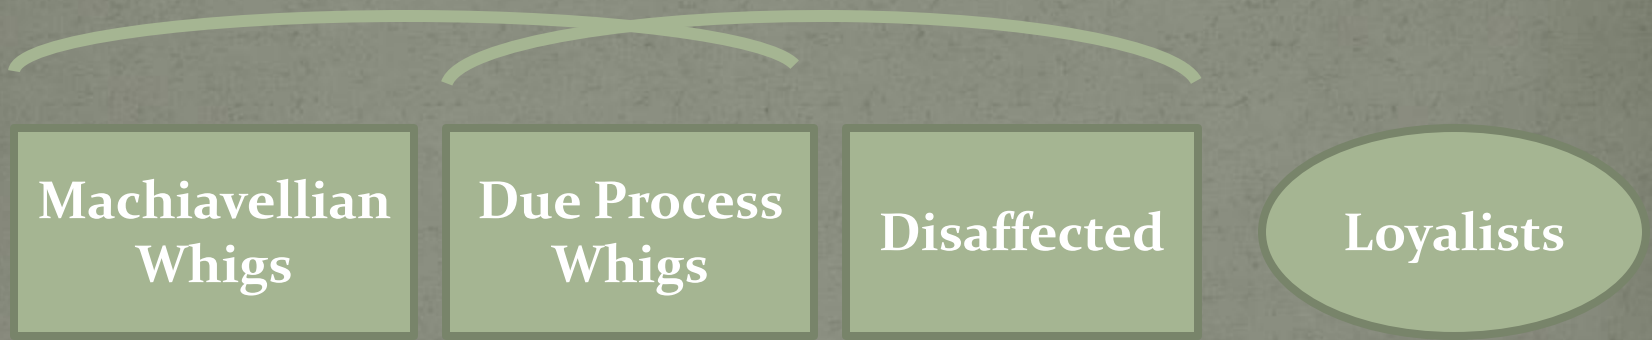 Machiavellian
Whigs
Due Process
Whigs
Disaffected
Loyalists